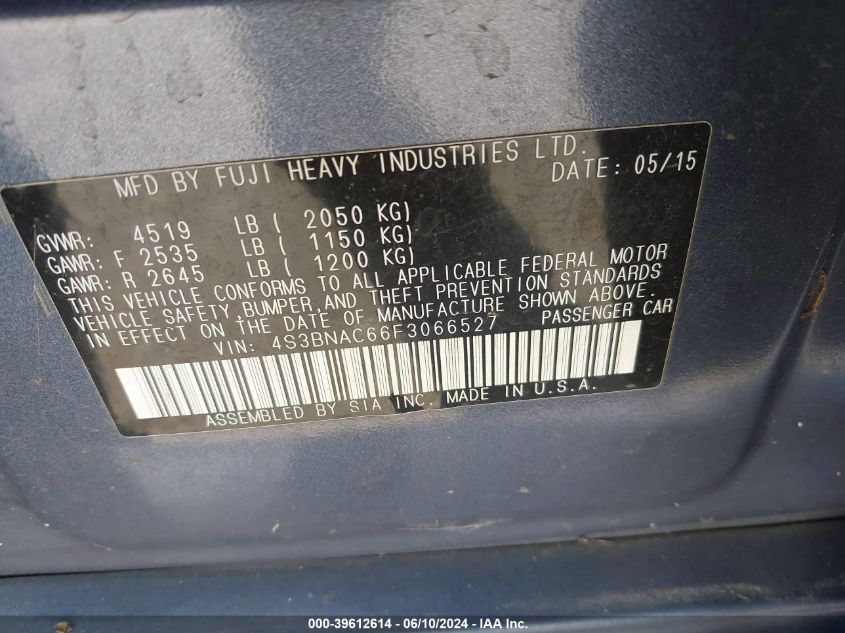 MFD BY FUJI HEAVY INDUSTRIES LTD.
DATE: 05/15
GVWR: 4519 LB ( 2050 KG)
GAWR: F 2535 LB ( 1150 KG)
GAWR: R 2645 LB ( 1200 KG)
THIS VEHICLE CONFORMS TO ALL APPLICABLE FEDERAL MOTOR
VEHICLE SAFETY,BUMPER,AND THEFT PREVENTION STANDARDS
IN EFFECT ON THE DATE OF MANUFACTURE SHOWN ABOVE.
VIN: 4S3BNAC66F3066527 PASSENGER CAR
ASSEMBLED BY SIA INC. MADE IN U.S.A.
000-39612614 - 06/10/2024 - IAA Inc.